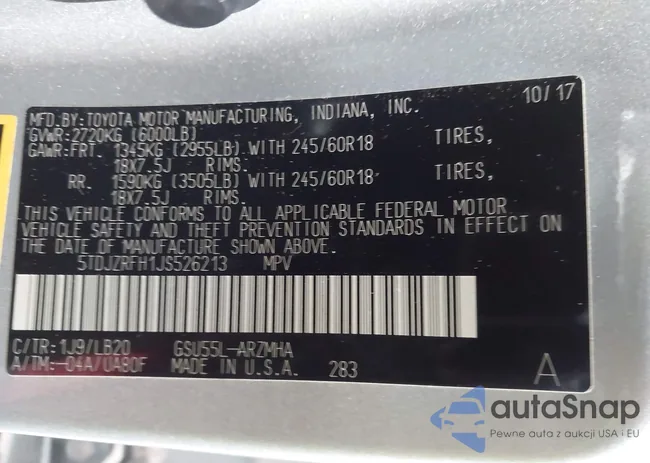 MFD.BY:TOYOTA MOTOR MANUFACTURING, INDIANA, INC. 10/17
GVWR:2720KG (6000LB)
GAWR:FRT. 1345KG (2955LB) WITH 245/60R18 TIRES,
18X7.5J RIMS.
RR. 1590KG (3505LB) WITH 245/60R18 TIRES,
18X7.5J RIMS.
THIS VEHICLE CONFORMS TO ALL APPLICABLE FEDERAL MOTOR
VEHICLE SAFETY AND THEFT PREVENTION STANDARDS IN EFFECT ON
THE DATE OF MANUFACTURE SHOWN ABOVE.
5TDJZRFH1JS526213 MPV
C/TR:1J9/LB20 GSU55L-ARZMHA
A/TM:-04A/UA80F MADE IN U.S.A. 283 A
autaSnap
Pewne auta z aukcji USA i EU